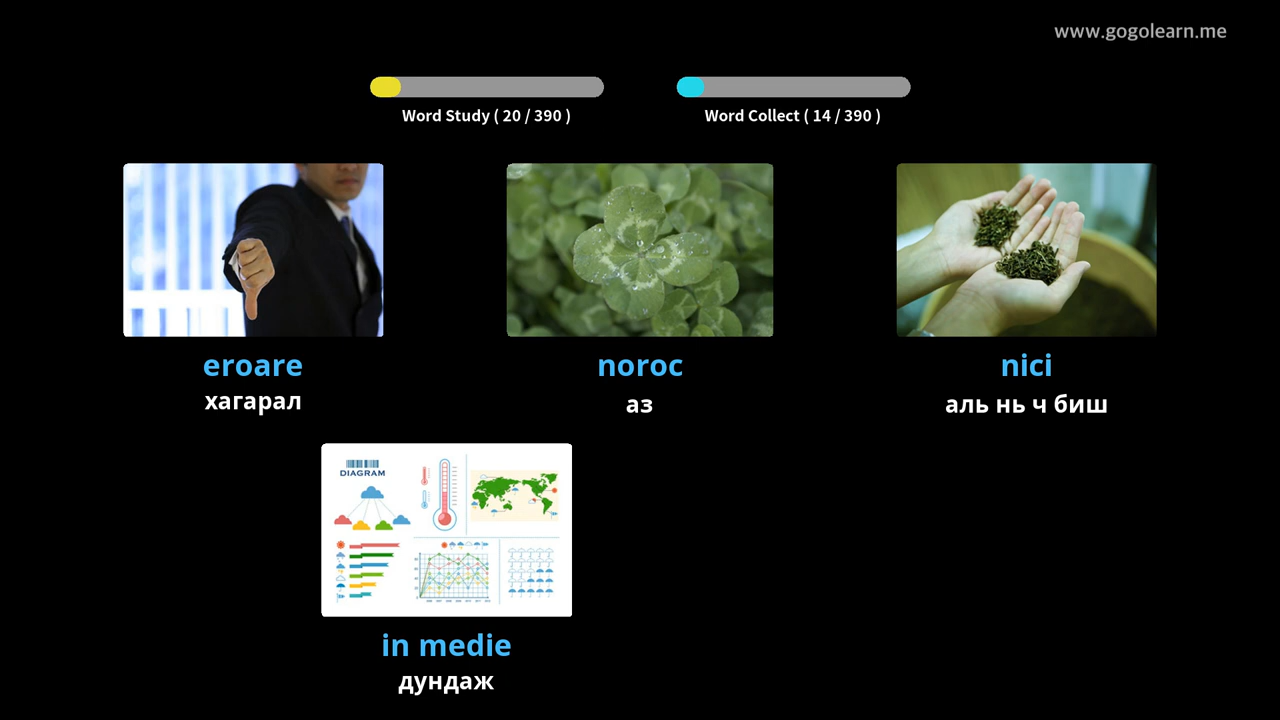 www.gogolearn.me
Word Study ( 20 / 390 )
Word Collect ( 14 / 390 )
eroare
хагарал
noroc
аз
nici
аль нь ч биш
DIAGRAM
in medie
дундаж